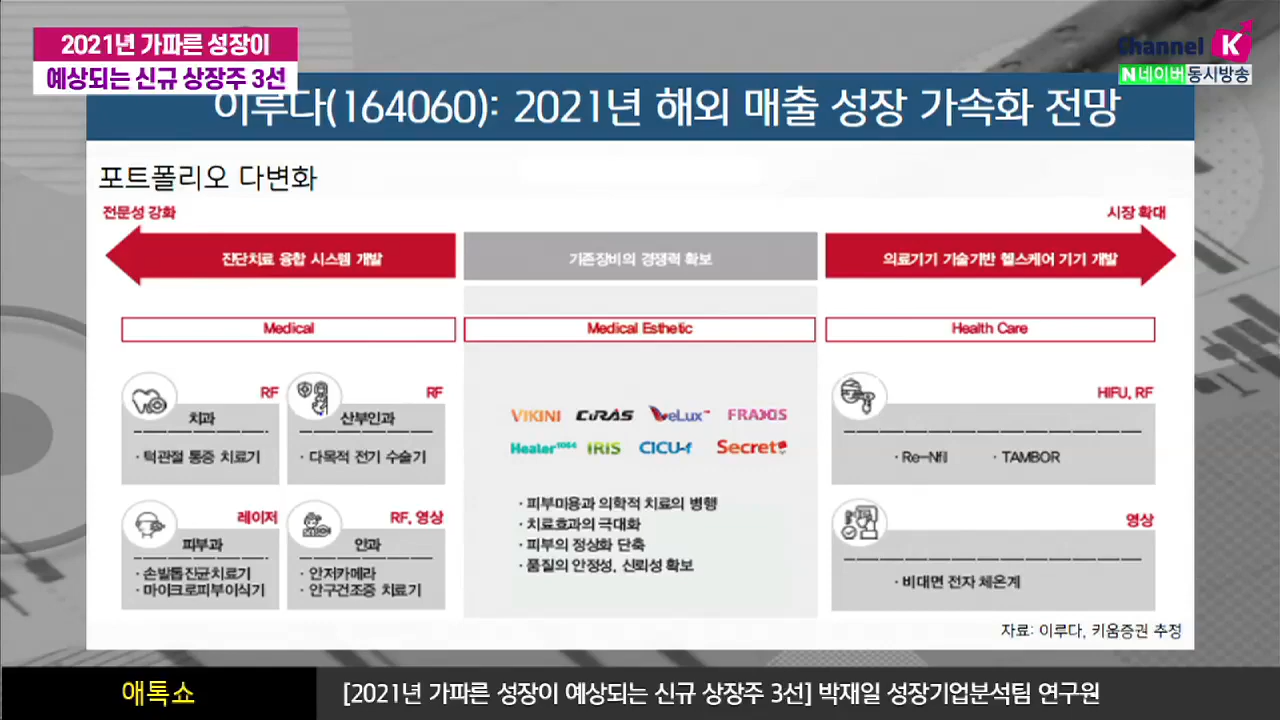 2021년 가파른 성장이
예상되는 신규 상장주 3선
Channel K
N 네이버 동시방송
이루다(164060): 2021년 해외 매출 성장 가속화 전망
포트폴리오 다변화
전문성 강화
시장 확대
진단치료 융합 시스템 개발
기존장비의 경쟁력 확보
의료기기 기술기반 헬스케어 기기 개발
Medical
Medical Esthetic
Health Care
RF
RF
HIFU, RF
치과
산부인과
· 턱관절 통증 치료기
· 다목적 전기 수술기
VIKINI CuRAS VeLux™ FRAXIS
Healer1064 IRIS CICU-f Secret
· Re-Nfil · TAMBOR
레이저
RF, 영상
영상
피부과
안과
· 손발톱진균치료기
· 마이크로피부이식기
· 안저카메라
· 안구건조증 치료기
· 피부미용과 의학적 치료의 병행
· 치료효과의 극대화
· 피부의 정상화 단축
· 품질의 안정성, 신뢰성 확보
· 비대면 전자 체온계
자료: 이루다, 키움증권 추정
애톡쇼
[2021년 가파른 성장이 예상되는 신규 상장주 3선] 박재일 성장기업분석팀 연구원